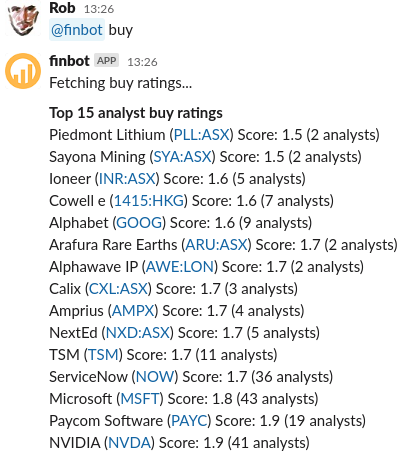 Rob 13:26
@finbot buy
finbot APP 13:26
Fetching buy ratings...
Top 15 analyst buy ratings
Piedmont Lithium (PLL:ASX) Score: 1.5 (2 analysts)
Sayona Mining (SYA:ASX) Score: 1.5 (2 analysts)
Ioneer (INR:ASX) Score: 1.6 (5 analysts)
Cowell e (1415:HKG) Score: 1.6 (7 analysts)
Alphabet (GOOG) Score: 1.6 (9 analysts)
Arafura Rare Earths (ARU:ASX) Score: 1.7 (2 analysts)
Alphawave IP (AWE:LON) Score: 1.7 (2 analysts)
Calix (CXL:ASX) Score: 1.7 (3 analysts)
Amprius (AMPX) Score: 1.7 (4 analysts)
NextEd (NXD:ASX) Score: 1.7 (5 analysts)
TSM (TSM) Score: 1.7 (11 analysts)
ServiceNow (NOW) Score: 1.7 (36 analysts)
Microsoft (MSFT) Score: 1.8 (43 analysts)
Paycom Software (PAYC) Score: 1.9 (19 analysts)
NVIDIA (NVDA) Score: 1.9 (41 analysts)